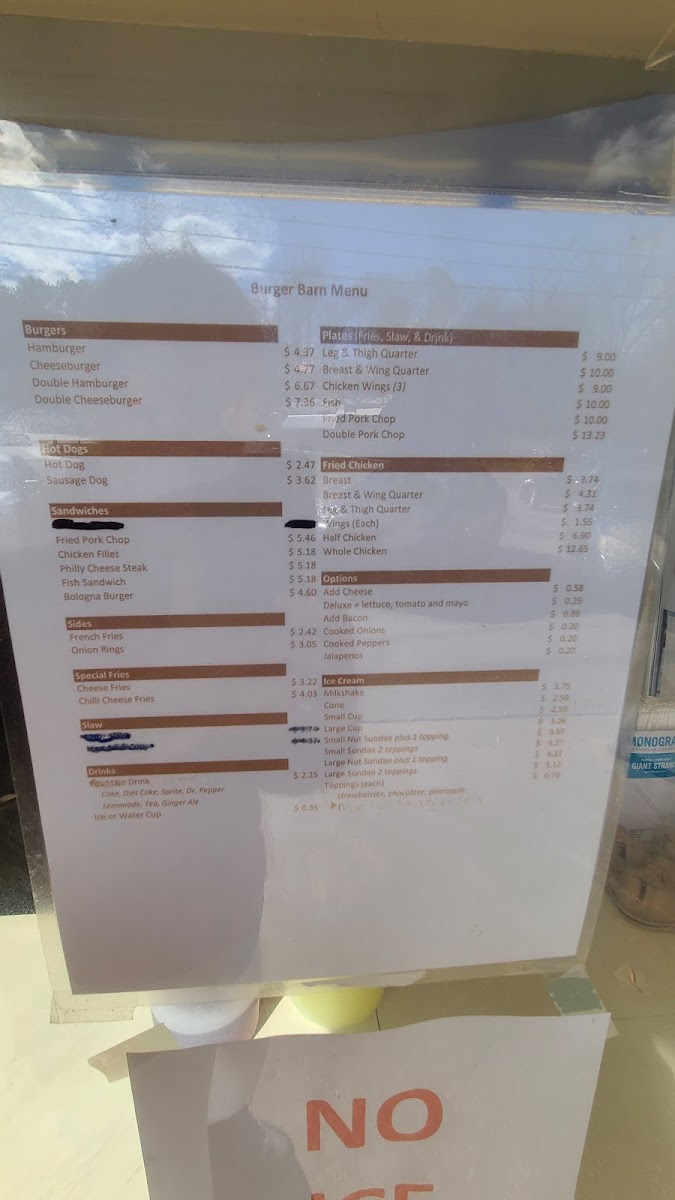 Burger Barn Menu
Burgers
Hamburger $ 4.37
Cheeseburger $ 4.77
Double Hamburger $ 6.67
Double Cheeseburger $ 7.36
Hot Dogs
Hot Dog $ 2.47
Sausage Dog $ 3.62
Sandwiches
Fried Pork Chop $ 5.46
Chicken Fillet $ 5.18
Philly Cheese Steak $ 5.18
Fish Sandwich $ 5.18
Bologna Burger $ 4.60
Sides
French Fries $ 2.42
Onion Rings $ 3.05
Special Fries
Cheese Fries $ 3.22
Chilli Cheese Fries $ 4.03
Slaw
Drinks
Fountain Drink $ 2.25
Coke, Diet Coke, Sprite, Dr. Pepper
Lemonade, Tea, Ginger Ale
Ice or Water Cup $ 0.35
Plates (Fries, Slaw, & Drink)
Leg & Thigh Quarter $ 9.00
Breast & Wing Quarter $ 10.00
Chicken Wings (3) $ 9.00
Fish $ 10.00
Fried Pork Chop $ 10.00
Double Pork Chop $ 13.23
Fried Chicken
Breast $ 3.74
Breast & Wing Quarter $ 4.31
Leg & Thigh Quarter $ 3.74
Wings (Each) $ 1.55
Half Chicken $ 6.90
Whole Chicken $ 12.65
Options
Add Cheese $ 0.58
Deluxe = lettuce, tomato and mayo $ 0.29
Add Bacon
Cooked Onions $ 0.20
Cooked Peppers $ 0.20
Jalapenos $ 0.20
Ice Cream
Milkshake $ 3.75
Cone $ 2.59
Small Cup $ 2.59
Large Cup
Small Nut Sundae plus 1 topping
Small Sundae 2 toppings $ 4.37
Large Nut Sundae plus 1 topping
Large Sundae 2 toppings $ 5.12
Toppings (each) $ 0.70
strawberries, chocolate, pineapple
MONOGRA
GIANT STRAW
NO
ICE